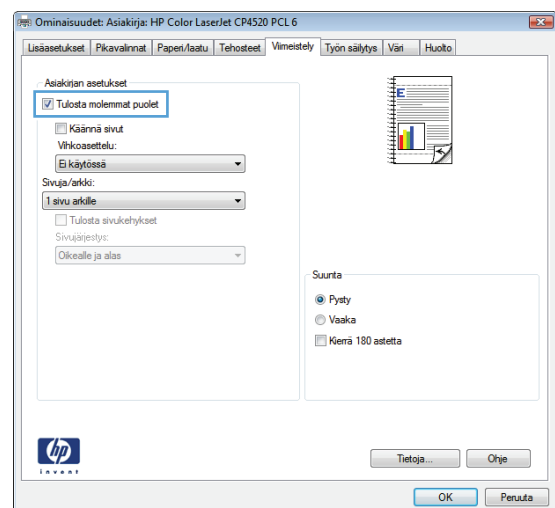 Ominaisuudet: Asiakirja: HP Color LaserJet CP4520 PCL 6
Lisäasetukset Pikavalinnat Paperi/laatu Tehosteet Viimeistely Työn säilytys Väri Huolto
Asiakirjan asetukset
Tulosta molemmat puolet
Käännä sivut
Vihkoasettelu:
Ei käytössä
Sivuja/arkki:
1 sivu arkille
Tulosta sivukehykset
Sivujärjestys:
Oikealle ja alas
E
Suunta
Pysty
Vaaka
Kierrä 180 astetta
hp
invent
Tietoja... Ohje
OK Peruuta